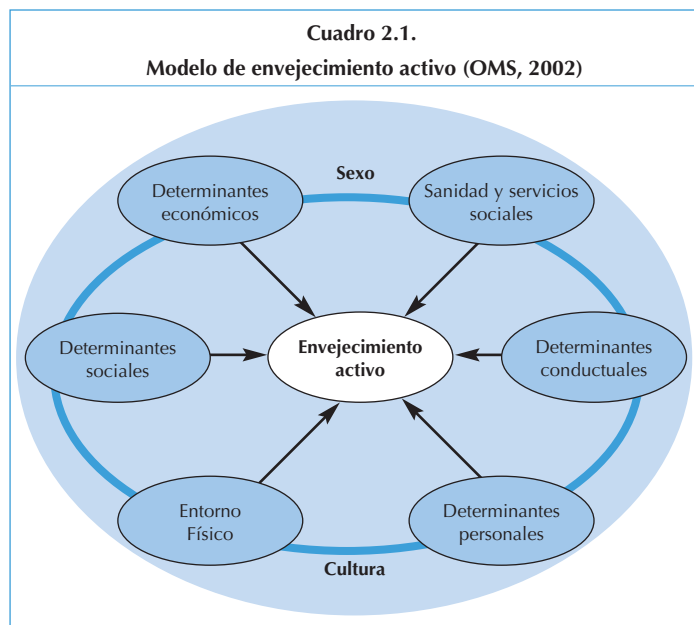 Cuadro 2.1.
Modelo de envejecimiento activo (OMS, 2002)
Sexo
Determinantes
económicos
Sanidad y servicios
sociales
Determinantes
sociales
Envejecimiento
activo
Determinantes
conductuales
Entorno
Físico
Determinantes
personales
Cultura